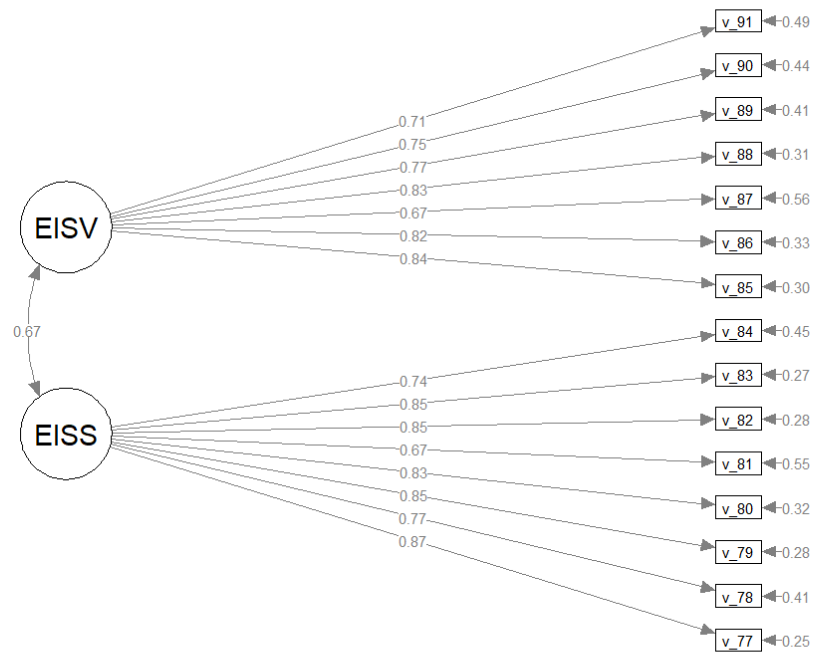 v_91 0.49
v_90 0.44
v_89 0.41
v_88 0.31
v_87 0.56
v_86 0.33
v_85 0.30
v_84 0.45
v_83 0.27
v_82 0.28
v_81 0.55
v_80 0.32
v_79 0.28
v_78 0.41
v_77 0.25
0.71
0.75
0.77
0.83
0.67
0.82
0.84
EISV
0.67
0.74
0.85
0.85
0.67
0.83
0.85
0.77
0.87
EISS